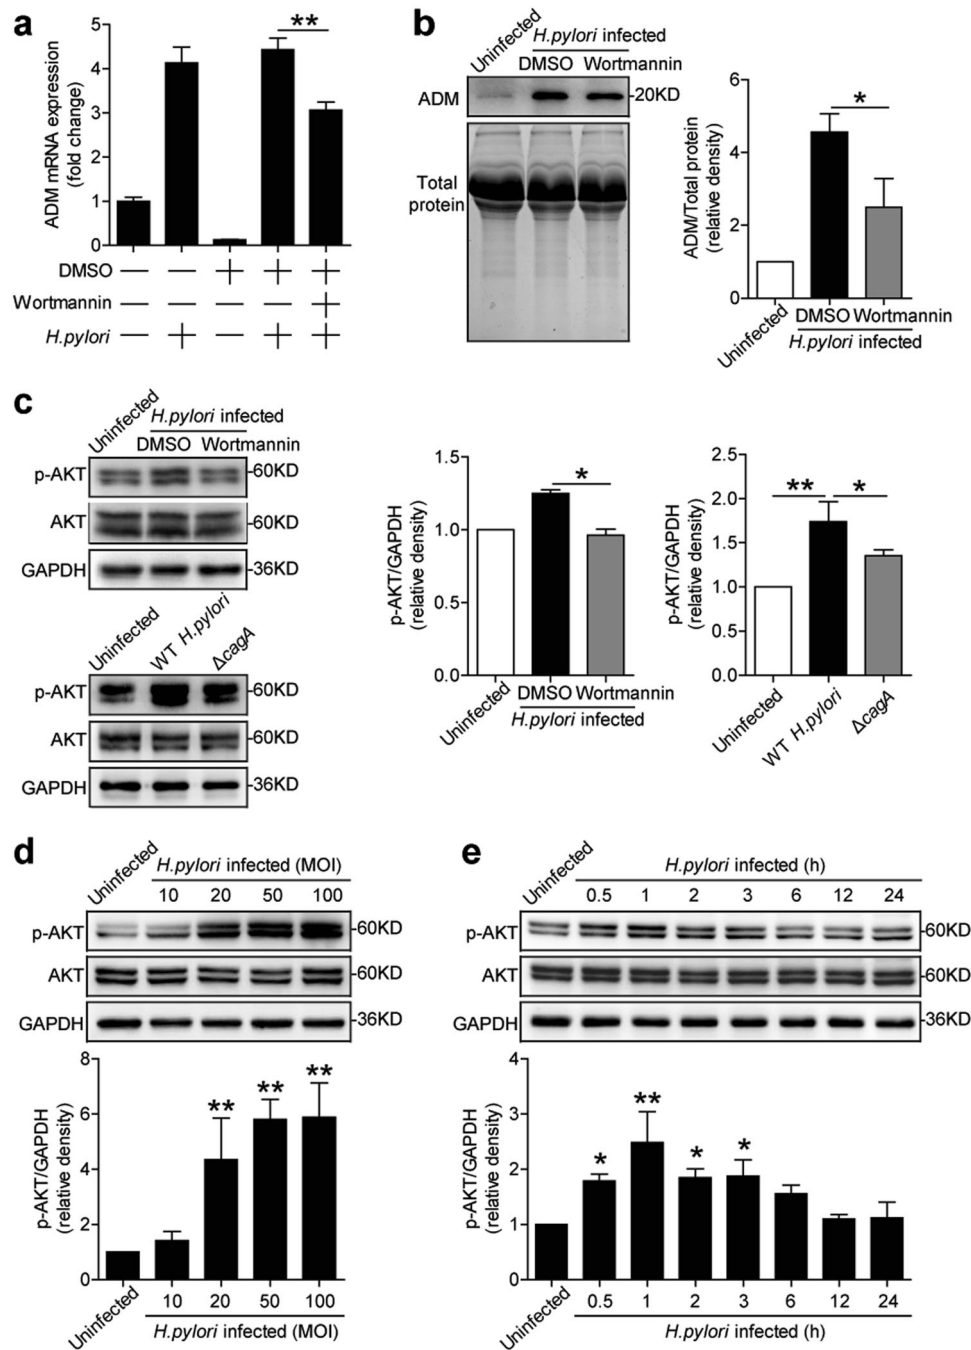 a
ADM mRNA expression
(fold change)
5
4
3
2
1
0
**
DMSO — — + + +
Wortmannin — — — — +
H.pylori — + — + +
b
Uninfected
H.pylori infected
DMSO Wortmannin
ADM -20KD
Total
protein
ADM/Total protein
(relative density)
6
4
2
0
*
Uninfected
DMSO Wortmannin
H.pylori infected
c
Uninfected
H.pylori infected
DMSO Wortmannin
p-AKT -60KD
AKT -60KD
GAPDH -36KD
Uninfected
WT H.pylori
ΔcagA
p-AKT -60KD
AKT -60KD
GAPDH -36KD
p-AKT/GAPDH
(relative density)
1.5
1.0
0.5
0.0
*
Uninfected
DMSO Wortmannin
H.pylori infected
p-AKT/GAPDH
(relative density)
2.5
2.0
1.5
1.0
0.5
0.0
** *
Uninfected
WT H.pylori
ΔcagA
d
Uninfected
H.pylori infected (MOI)
10 20 50 100
p-AKT -60KD
AKT -60KD
GAPDH -36KD
p-AKT/GAPDH
(relative density)
8
6
4
2
0
** ** **
Uninfected
10 20 50 100
H.pylori infected (MOI)
e
Uninfected
H.pylori infected (h)
0.5 1 2 3 6 12 24
p-AKT -60KD
AKT -60KD
GAPDH -36KD
p-AKT/GAPDH
(relative density)
4
3
2
1
0
* ** * *
Uninfected
0.5 1 2 3 6 12 24
H.pylori infected (h)